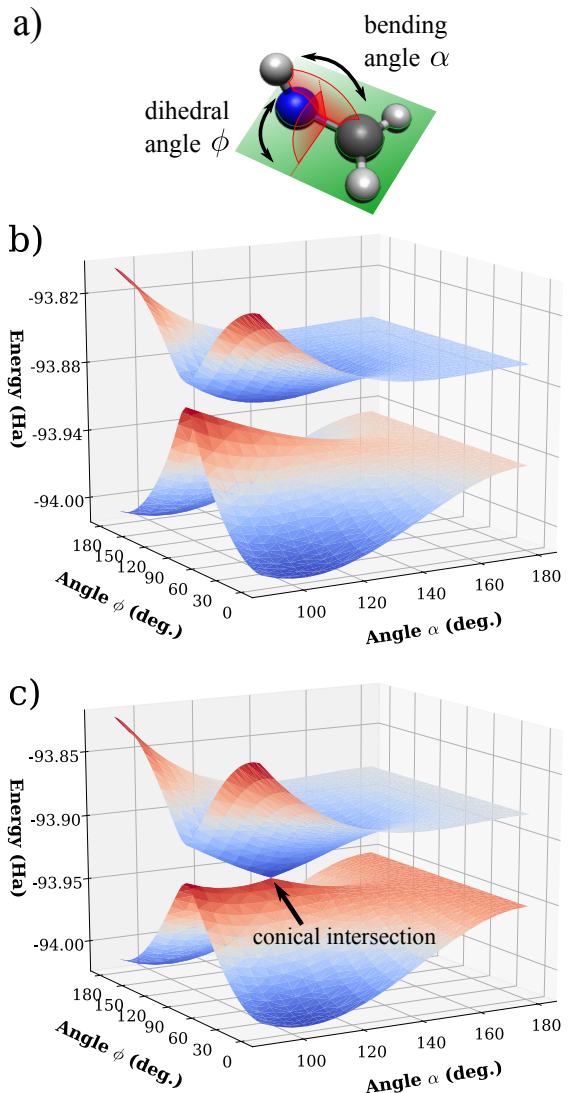 a)
bending
angle α
dihedral
angle ϕ
b)
-93.82
-93.88
-93.94
-94.00
Energy (Ha)
180
150
120
90
60
30
0
Angle ϕ (deg.)
100
120
140
160
180
Angle α (deg.)
c)
-93.85
-93.90
-93.95
-94.00
Energy (Ha)
conical intersection
180
150
120
90
60
30
0
Angle ϕ (deg.)
100
120
140
160
180
Angle α (deg.)